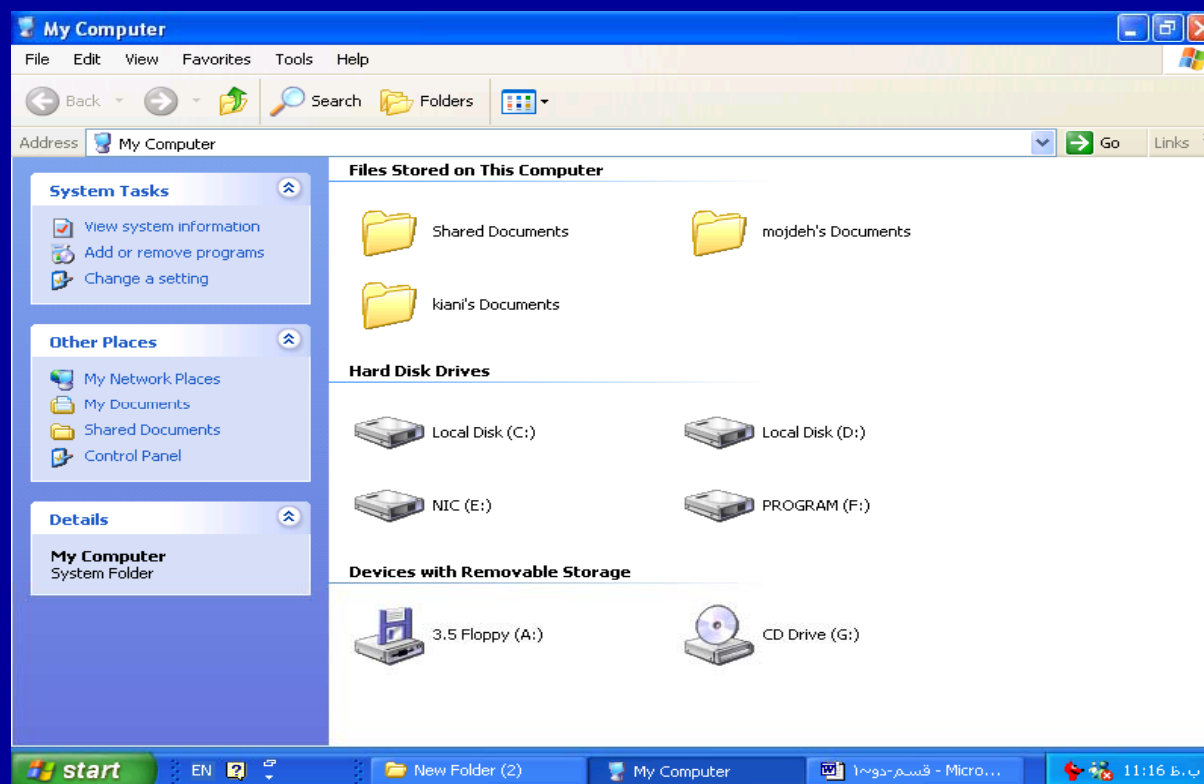 My Computer
File Edit View Favorites Tools Help
Back Search Folders
Address My Computer Go Links
System Tasks
View system information
Add or remove programs
Change a setting
Other Places
My Network Places
My Documents
Shared Documents
Control Panel
Details
My Computer
System Folder
Files Stored on This Computer
Shared Documents mojdeh's Documents
kiani's Documents
Hard Disk Drives
Local Disk (C:) Local Disk (D:)
NIC (E:) PROGRAM (F:)
Devices with Removable Storage
3.5 Floppy (A:) CD Drive (G:)
start EN New Folder (2) My Computer قسم-دو~۱ - Micro... 11:16 ب.ظ